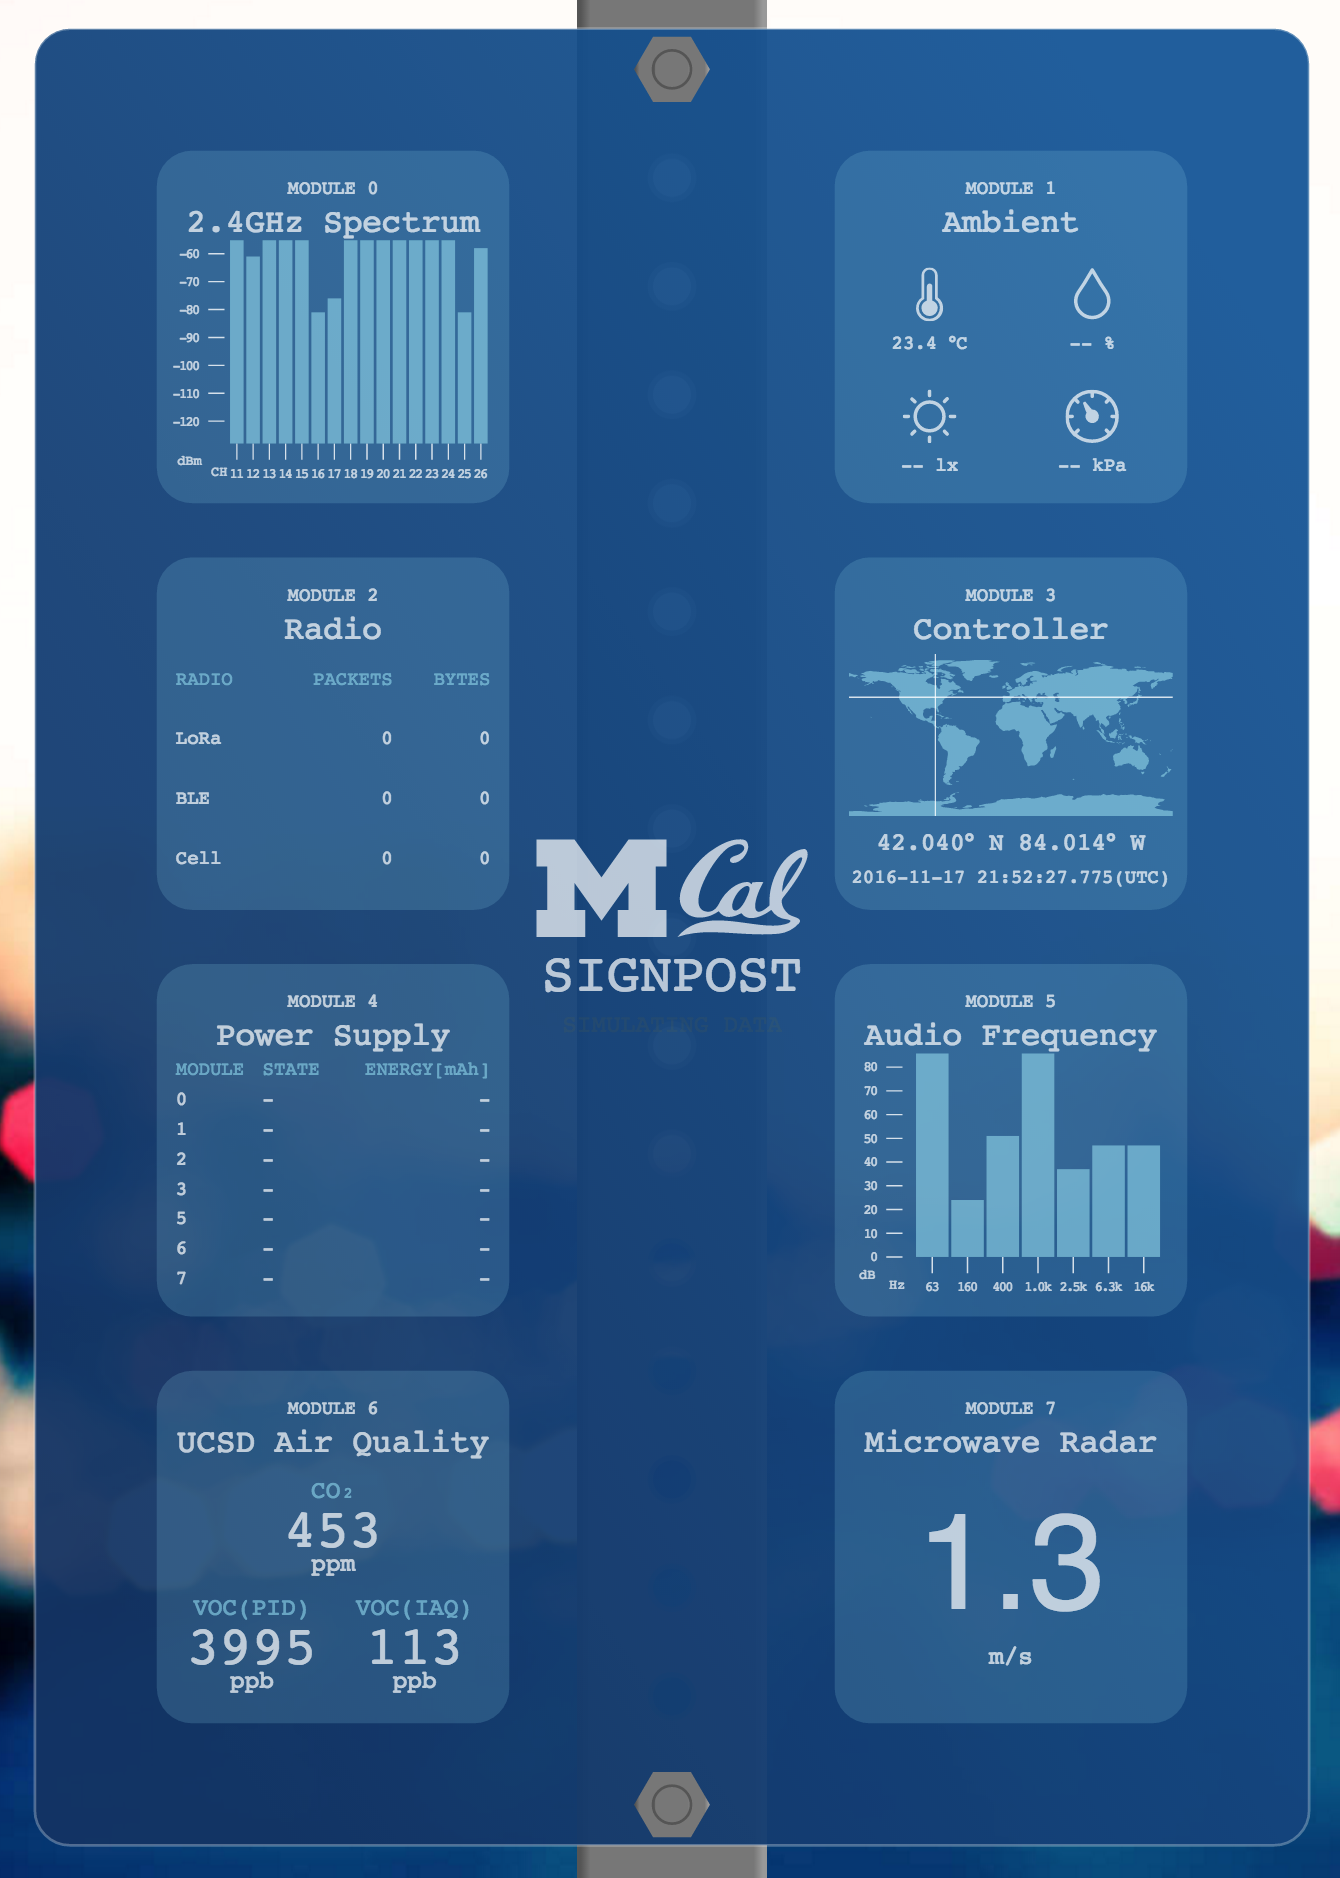 MODULE 0
2.4GHz Spectrum
-60
-70
-80
-90
-100
-110
-120
dBm
CH 11 12 13 14 15 16 17 18 19 20 21 22 23 24 25 26
MODULE 1
Ambient
23.4 °C
-- %
-- lx
-- kPa
MODULE 2
Radio
RADIO PACKETS BYTES
LoRa 0 0
BLE 0 0
Cell 0 0
MODULE 3
Controller
42.040° N 84.014° W
2016-11-17 21:52:27.775(UTC)
M Cal
SIGNPOST
SIMULATING DATA
MODULE 4
Power Supply
MODULE STATE ENERGY[mAh]
0 - -
1 - -
2 - -
3 - -
5 - -
6 - -
7 - -
MODULE 5
Audio Frequency
80
70
60
50
40
30
20
10
0
dB
Hz 63 160 400 1.0k 2.5k 6.3k 16k
MODULE 6
UCSD Air Quality
CO₂
453
ppm
VOC(PID) VOC(IAQ)
3995 113
ppb ppb
MODULE 7
Microwave Radar
1.3
m/s